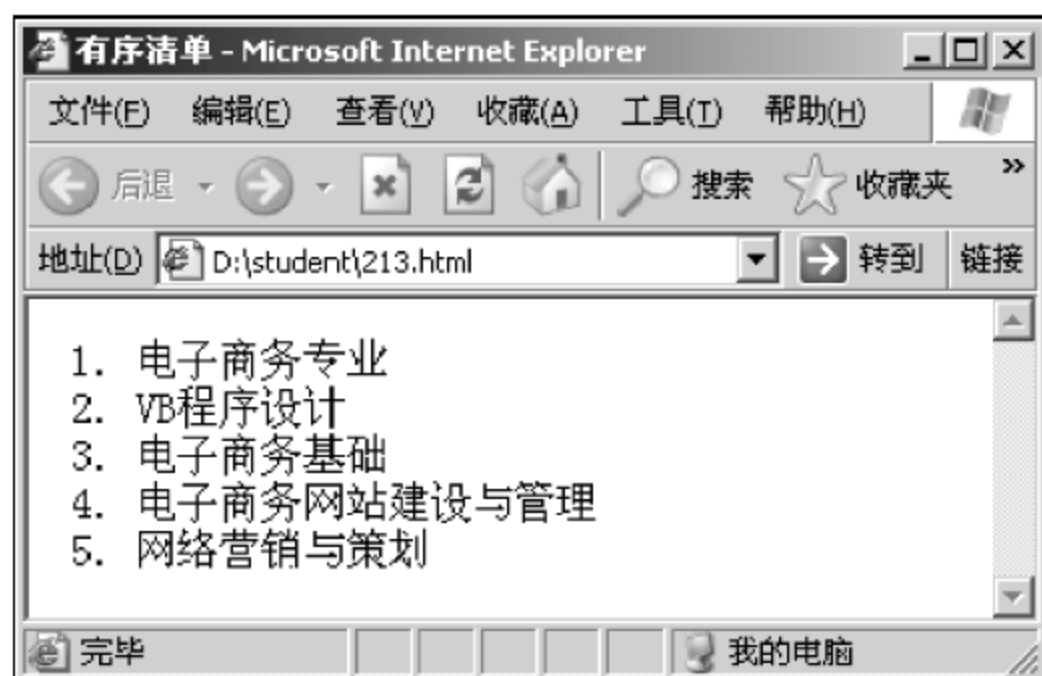 有序清单 - Microsoft Internet Explorer
文件(F) 编辑(E) 查看(V) 收藏(A) 工具(T) 帮助(H)
后退 搜索 收藏夹 »
地址(D) D:\student\213.html 转到 链接
1. 电子商务专业
2. VB程序设计
3. 电子商务基础
4. 电子商务网站建设与管理
5. 网络营销与策划
完毕 我的电脑